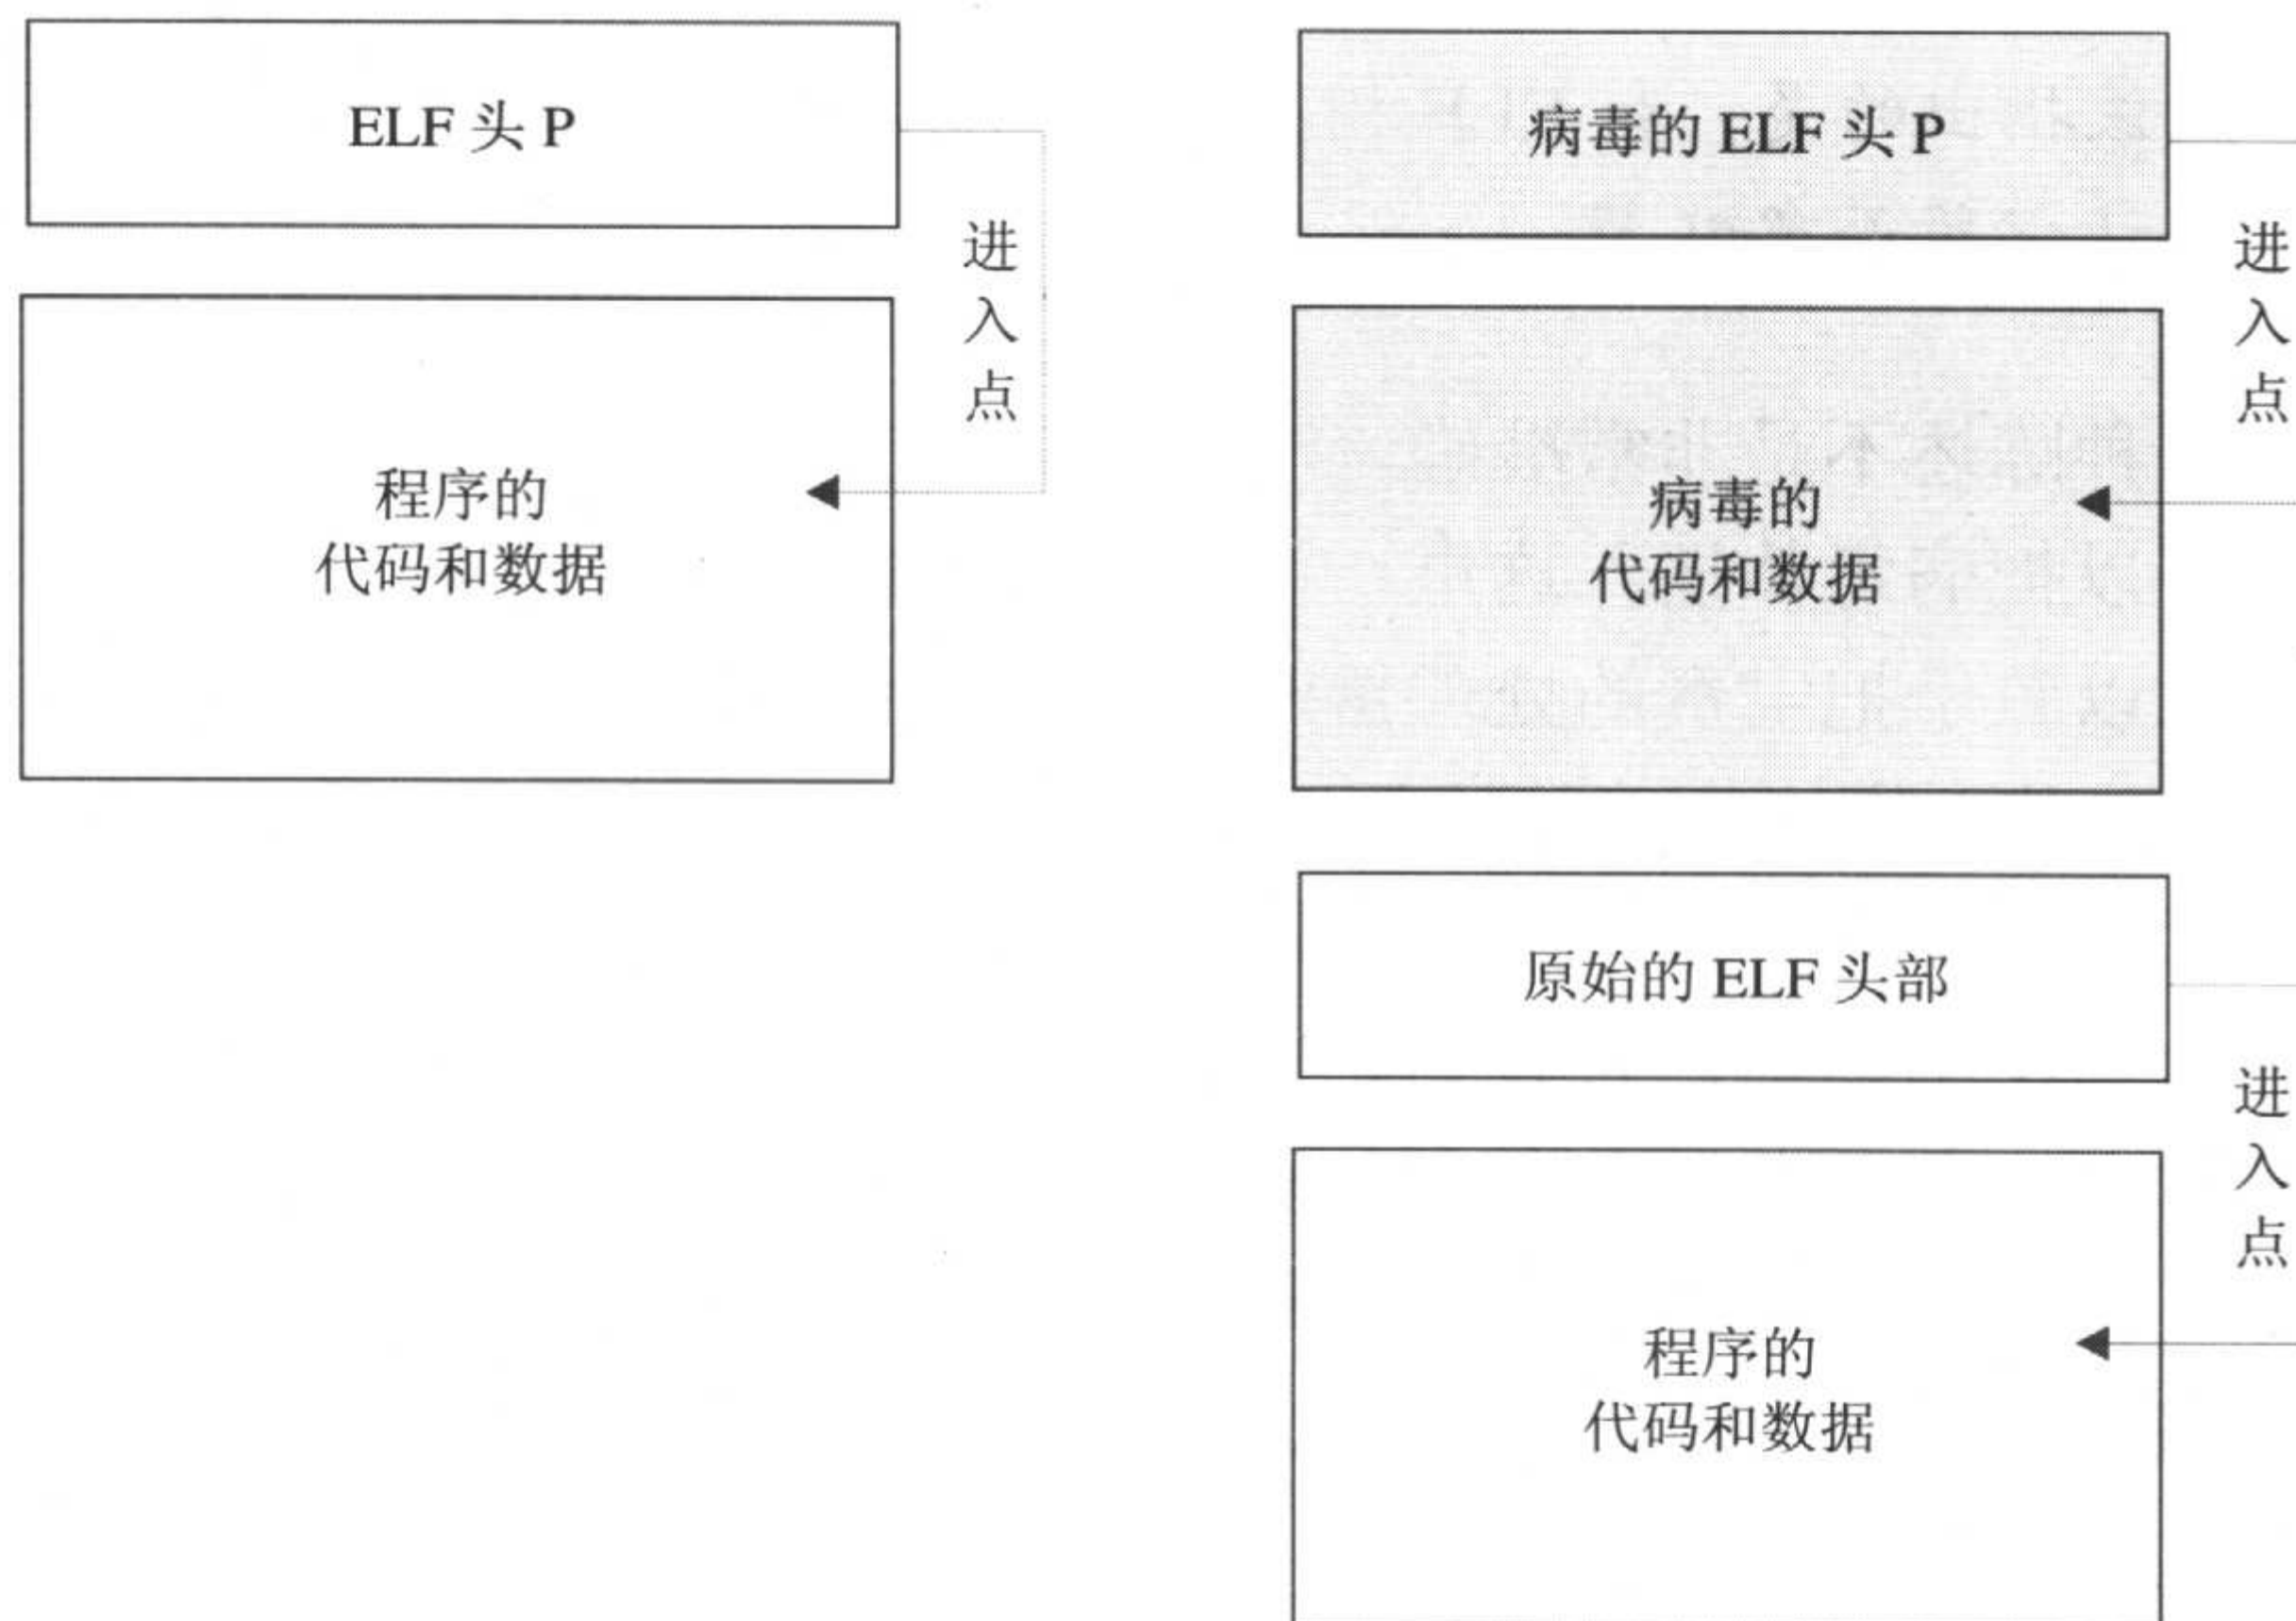 ELF 头 P
进
入
点
程序的
代码和数据
病毒的 ELF 头 P
进
入
点
病毒的
代码和数据
原始的 ELF 头部
进
入
点
程序的
代码和数据